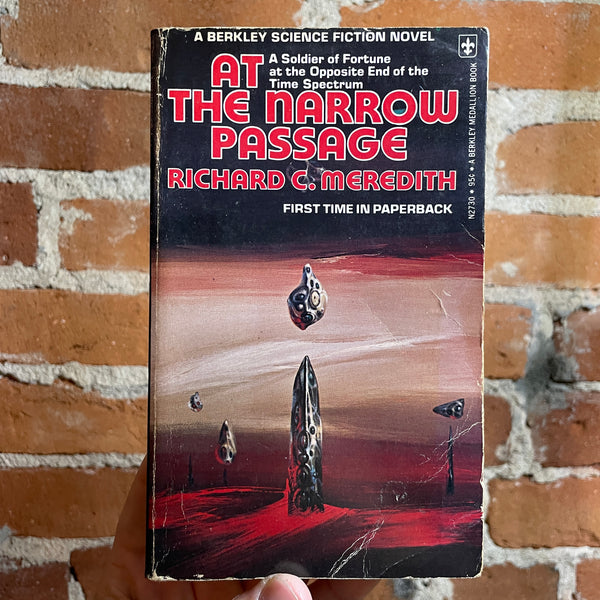 A BERKLEY SCIENCE FICTION NOVEL
A Soldier of Fortune
at the Opposite End of the
Time Spectrum
AT
THE NARROW
PASSAGE
RICHARD C. MEREDITH
FIRST TIME IN PAPERBACK
N2730 • 95¢ • A BERKLEY MEDALLION BOOK